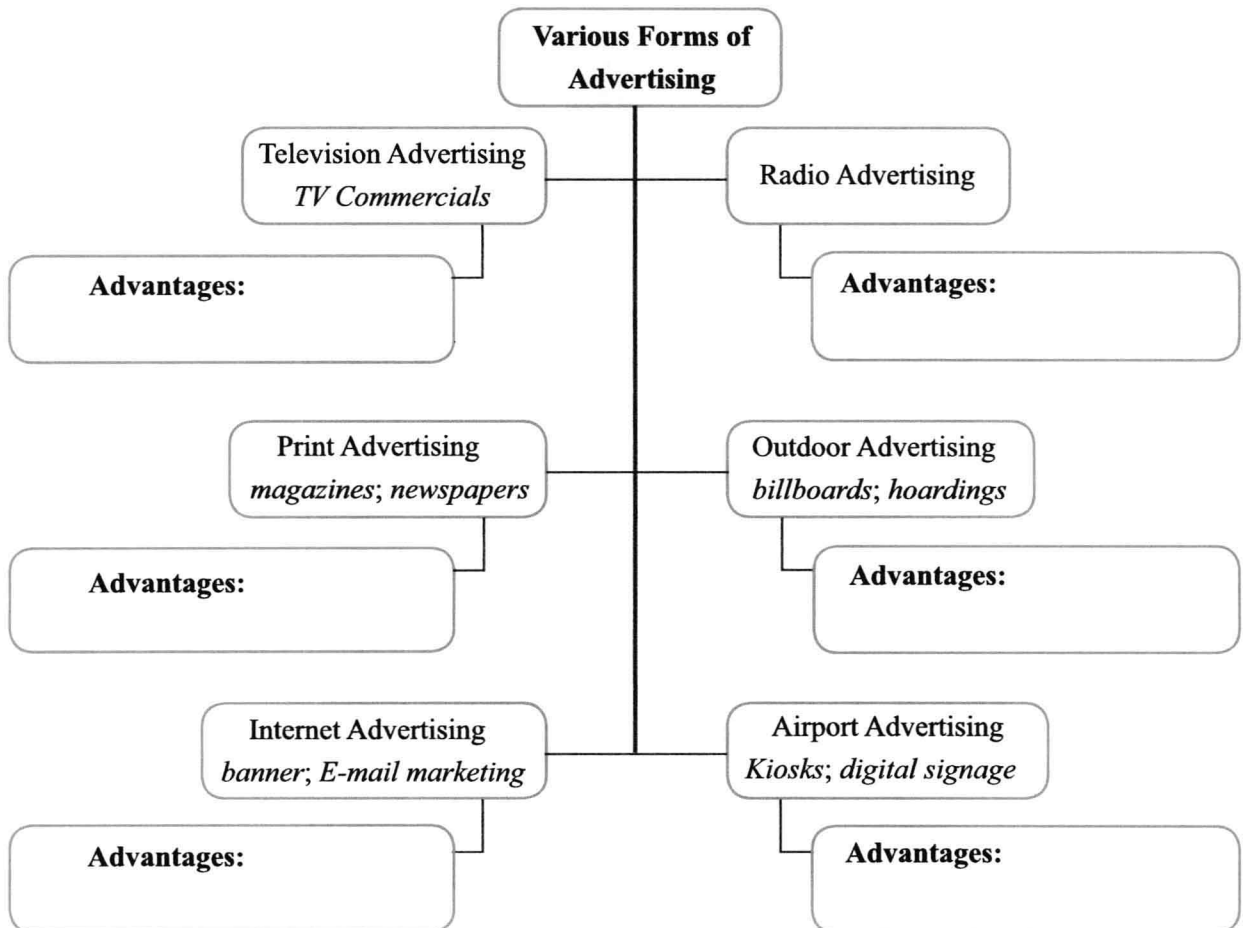 Various Forms of
Advertising
Television Advertising
TV Commercials
Radio Advertising
Advantages:
Advantages:
Print Advertising
magazines; newspapers
Outdoor Advertising
billboards; hoardings
Advantages:
Advantages:
Internet Advertising
banner; E-mail marketing
Airport Advertising
Kiosks; digital signage
Advantages:
Advantages: